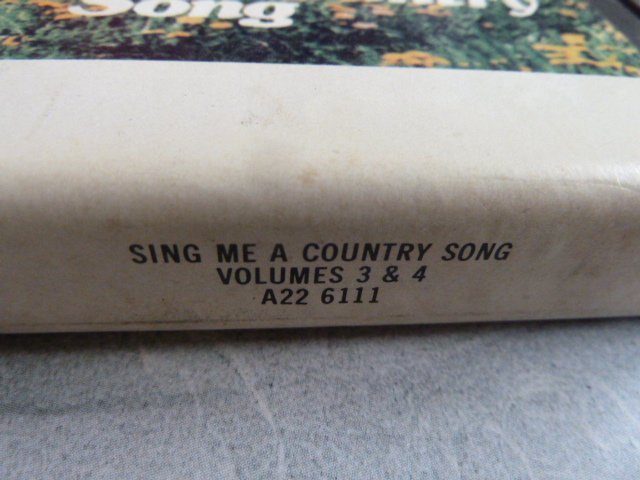 Song
SING ME A COUNTRY SONG
VOLUMES 3 & 4
A22 6111